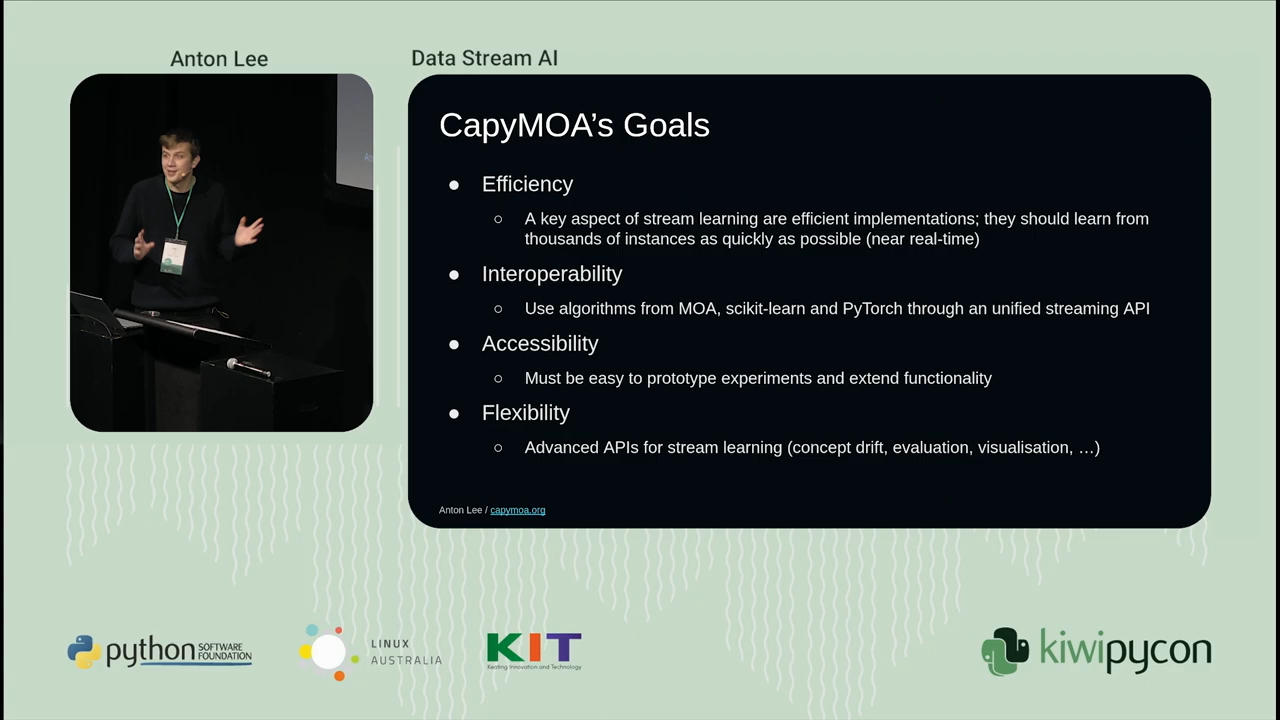 Anton Lee
Data Stream AI
CapyMOA's Goals
● Efficiency
○ A key aspect of stream learning are efficient implementations; they should learn from
thousands of instances as quickly as possible (near real-time)
● Interoperability
○ Use algorithms from MOA, scikit-learn and PyTorch through an unified streaming API
● Accessibility
○ Must be easy to prototype experiments and extend functionality
● Flexibility
○ Advanced APIs for stream learning (concept drift, evaluation, visualisation, …)
Anton Lee / capymoa.org
python SOFTWARE
FOUNDATION
LINUX
AUSTRALIA
KIT
Keating Innovation and Technology
kiwipycon